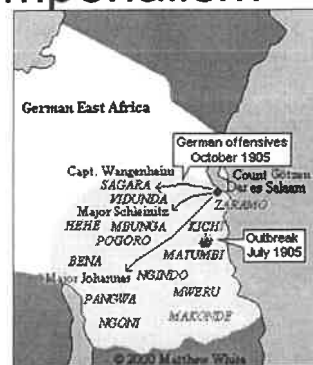 mperialism
German East Africa
German offensives
October 1905
Capt. Wangenheim
Count Götzen
SAGARA
Dar es Salaam
VIDUNDA
ZARAMO
Major Schleinitz
HEHE MBUNGA KICHI
POGORO
Outbreak
July 1905
MATUMBI
BENA
Major Johannes NGINDO
PANGWA
MWERU
NGONI
MAKONDE
© 2000 Matthew White